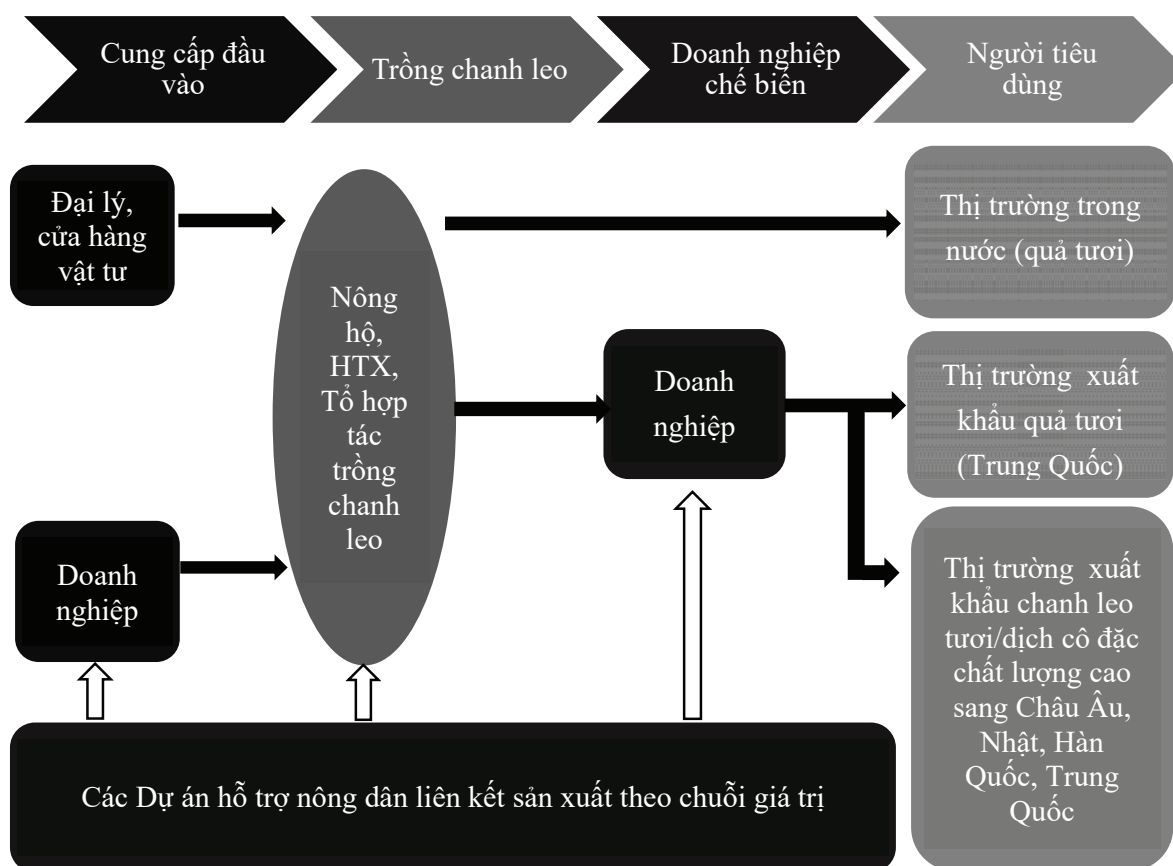 Cung cấp đầu
vào
Trồng chanh leo
Doanh nghiệp
chế biến
Người tiêu
dùng
Đại lý,
cửa hàng
vật tư
Nông
hộ,
HTX,
Tổ hợp
tác
trồng
chanh
leo
Thị trường trong
nước (quả tươi)
Doanh
nghiệp
Thị trường xuất
khẩu quả tươi
(Trung Quốc)
Doanh
nghiệp
Thị trường xuất
khẩu chanh leo
tươi/dịch cô đặc
chất lượng cao
sang Châu Âu,
Nhật, Hàn
Quốc, Trung
Quốc
Các Dự án hỗ trợ nông dân liên kết sản xuất theo chuỗi giá trị